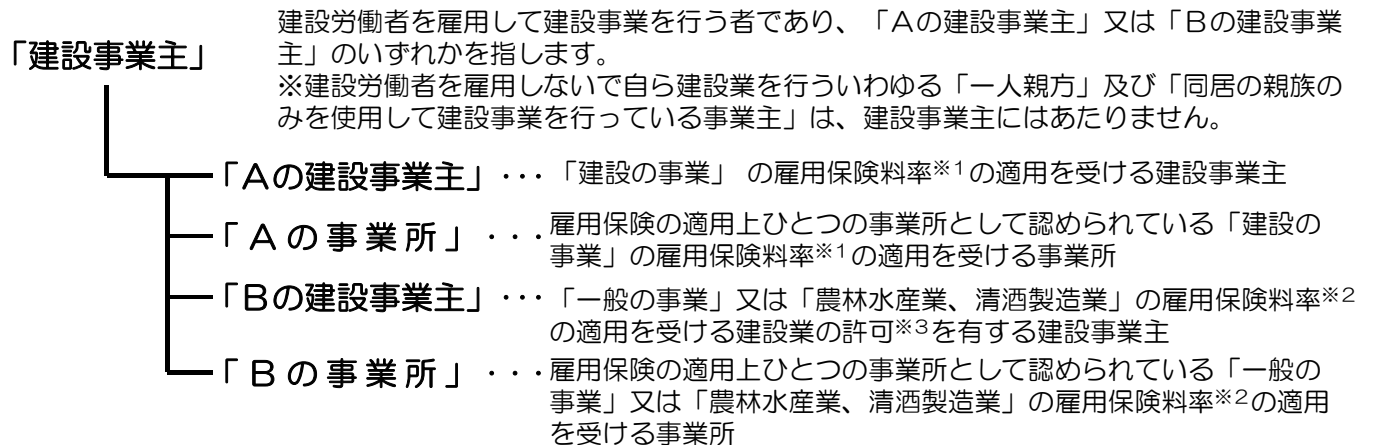 建設労働者を雇用して建設事業を行う者であり、「Aの建設事業主」又は「Bの建設事業
「建設事業主」
主」のいずれかを指します。
※建設労働者を雇用しないで自ら建設業を行ういわゆる「一人親方」及び「同居の親族の
みを使用して建設事業を行っている事業主」は、建設事業主にはあたりません。
「Aの建設事業主」･･･「建設の事業」 の雇用保険料率※1の適用を受ける建設事業主
「Aの事業所」･･･雇用保険の適用上ひとつの事業所として認められている「建設の
事業」の雇用保険料率※1の適用を受ける事業所
「Bの建設事業主」･･･「一般の事業」又は「農林水産業、清酒製造業」の雇用保険料率※2
の適用を受ける建設業の許可※3を有する建設事業主
「Bの事業所」･･･雇用保険の適用上ひとつの事業所として認められている「一般の
事業」又は「農林水産業、清酒製造業」の雇用保険料率※2の適用
を受ける事業所